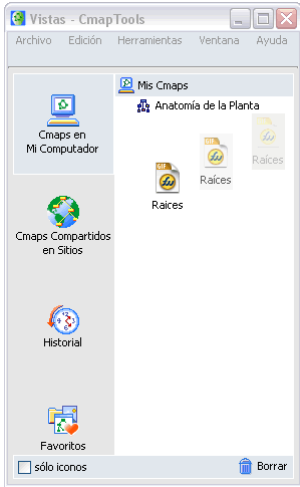 Vistas - CmapTools
Archivo Edición Herramientas Ventana Ayuda
Mis Cmaps
Anatomía de la Planta
Cmaps en
Mi Computador
Raíces
Raíces
Raices
Cmaps Compartidos
en Sitios
Historial
Favoritos
sólo iconos
Borrar